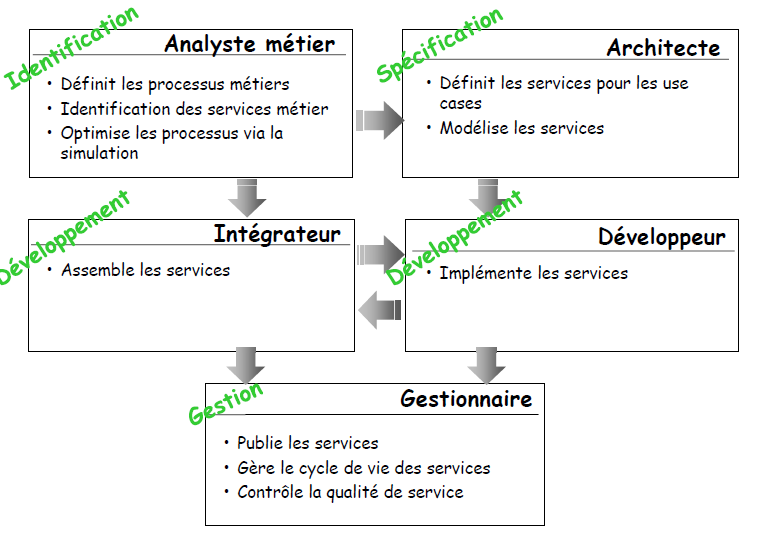 Identification
Analyste métier
• Définit les processus métiers
• Identification des services métier
• Optimise les processus via la
simulation
Spécification
Architecte
• Définit les services pour les use
cases
• Modélise les services
Développement
Intégrateur
• Assemble les services
Développement
Développeur
• Implémente les services
Gestion
Gestionnaire
• Publie les services
• Gère le cycle de vie des services
• Contrôle la qualité de service